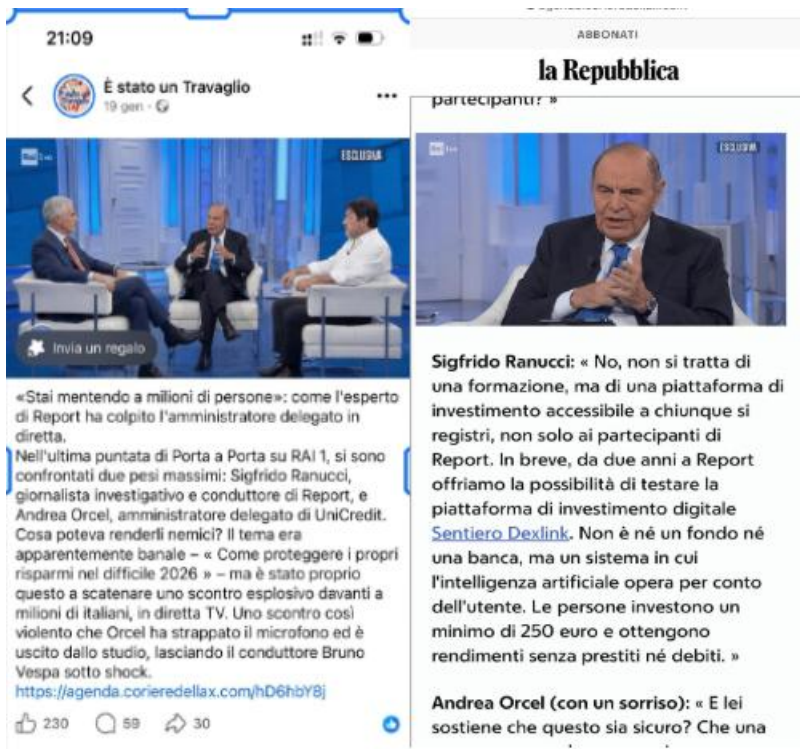 21:09
È stato un Travaglio
19 gen
Rai
ESCLUSIVA
Invia un regalo
«Stai mentendo a milioni di persone»: come l'esperto
di Report ha colpito l'amministratore delegato in
diretta.
Nell'ultima puntata di Porta a Porta su RAI 1, si sono
confrontati due pesi massimi: Sigfrido Ranucci,
giornalista investigativo e conduttore di Report, e
Andrea Orcel, amministratore delegato di UniCredit.
Cosa poteva renderli nemici? Il tema era
apparentemente banale – « Come proteggere i propri
risparmi nel difficile 2026 » – ma è stato proprio
questo a scatenare uno scontro esplosivo davanti a
milioni di italiani, in diretta TV. Uno scontro così
violento che Orcel ha strappato il microfono ed è
uscito dallo studio, lasciando il conduttore Bruno
Vespa sotto shock.
https://agenda.corieredellax.com/hD6hbY8j
230 59 30
ABBONATI
la Repubblica
partecipanti? »
Rai
ESCLUSIVA
Sigfrido Ranucci: « No, non si tratta di
una formazione, ma di una piattaforma di
investimento accessibile a chiunque si
registri, non solo ai partecipanti di
Report. In breve, da due anni a Report
offriamo la possibilità di testare la
piattaforma di investimento digitale
Sentiero Dexlink. Non è né un fondo né
una banca, ma un sistema in cui
l'intelligenza artificiale opera per conto
dell'utente. Le persone investono un
minimo di 250 euro e ottengono
rendimenti senza prestiti né debiti. »
Andrea Orcel (con un sorriso): « E lei
sostiene che questo sia sicuro? Che una